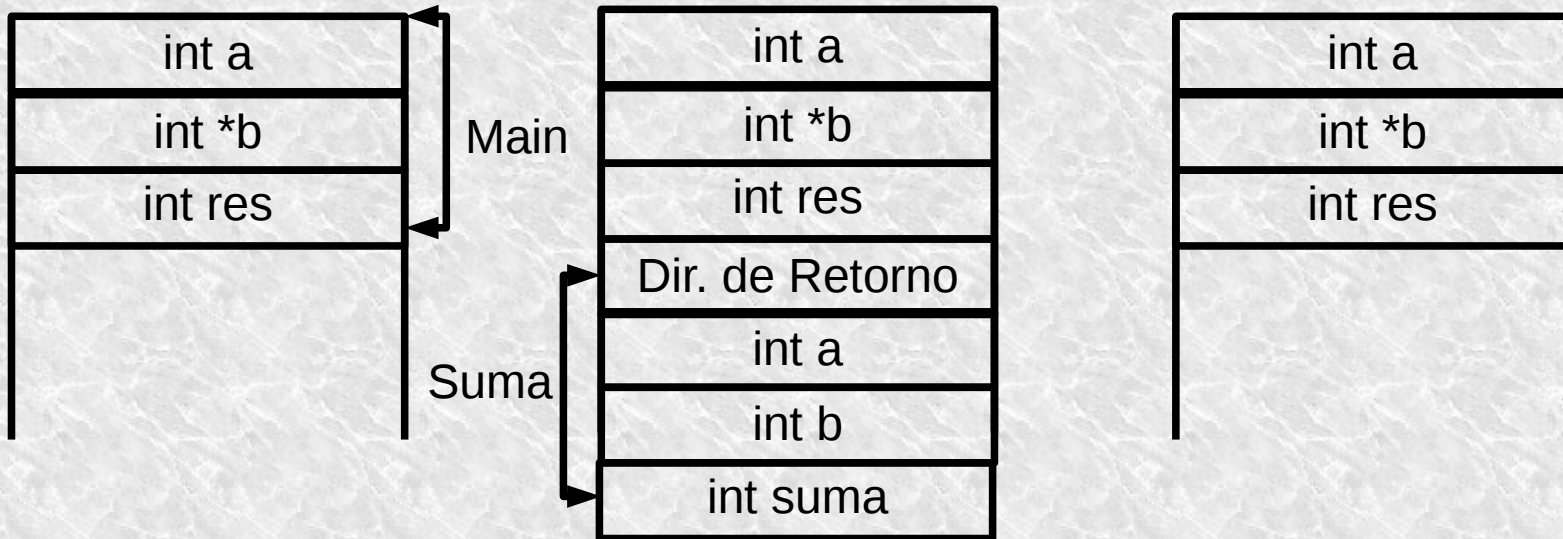 int a
int *b
int res
Main
int a
int *b
int res
Dir. de Retorno
int a
int b
int suma
Suma
int a
int *b
int res